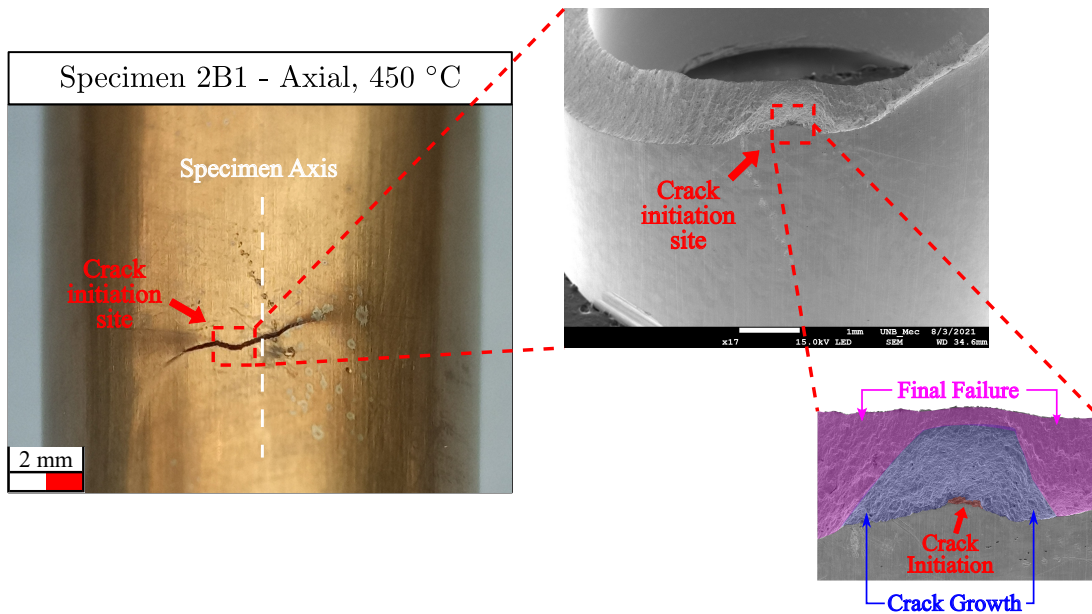 Specimen 2B1 - Axial, 450 °C
Specimen Axis
Crack
initiation
site
2 mm
Crack
initiation
site
1mm UNB_Mec 8/3/2021
x17 15.0kV LED SEM WD 34.6mm
Final Failure
Crack
Initiation
Crack Growth